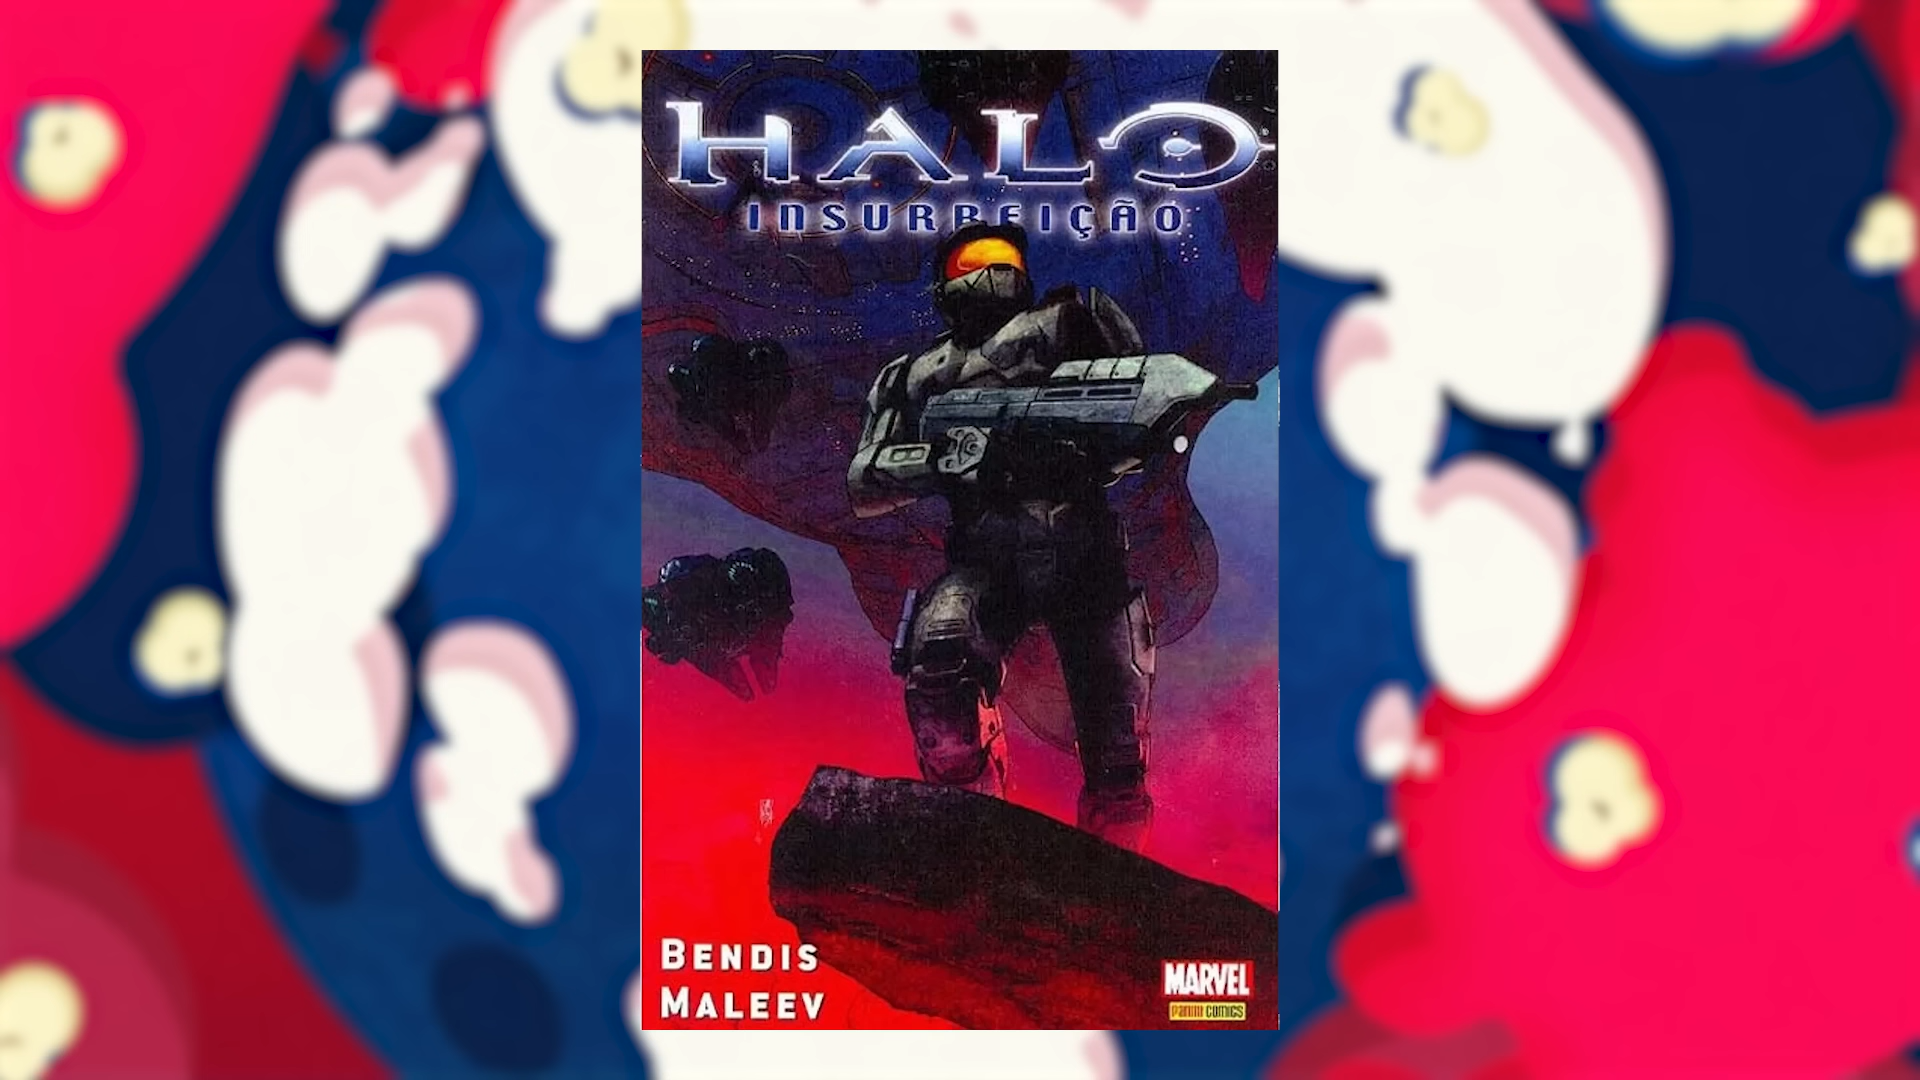 HALO
INSURREIÇÃO
BENDIS
MALEEV
MARVEL
PANINI COMICS